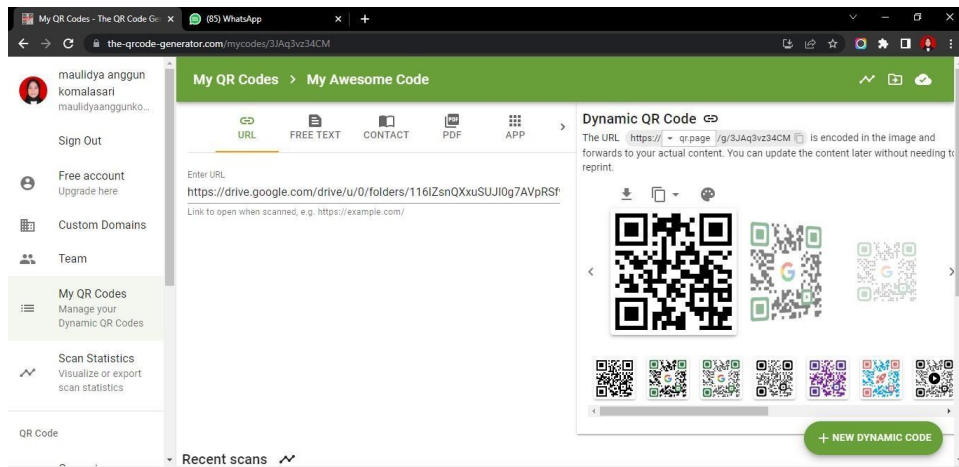 My QR Codes - The QR Code Ge
(85) WhatsApp
the-qrcode-generator.com/mycodes/3JAq3vz34CM
maulidya anggun
komalasari
maulidyaanggunko...
Sign Out
Free account
Upgrade here
Custom Domains
Team
My QR Codes
Manage your
Dynamic QR Codes
Scan Statistics
Visualize or export
scan statistics
QR Code
My QR Codes > My Awesome Code
URL
FREE TEXT
CONTACT
PDF
PDF
APP
Enter URL
https://drive.google.com/drive/u/0/folders/116IZsnQXxuSUJI0g7AVpRSf
Link to open when scanned, e.g. https://example.com/
Recent scans
Dynamic QR Code
The URL https:// qr.page /g/3JAq3vz34CM is encoded in the image and
forwards to your actual content. You can update the content later without needing to
reprint.
+ NEW DYNAMIC CODE